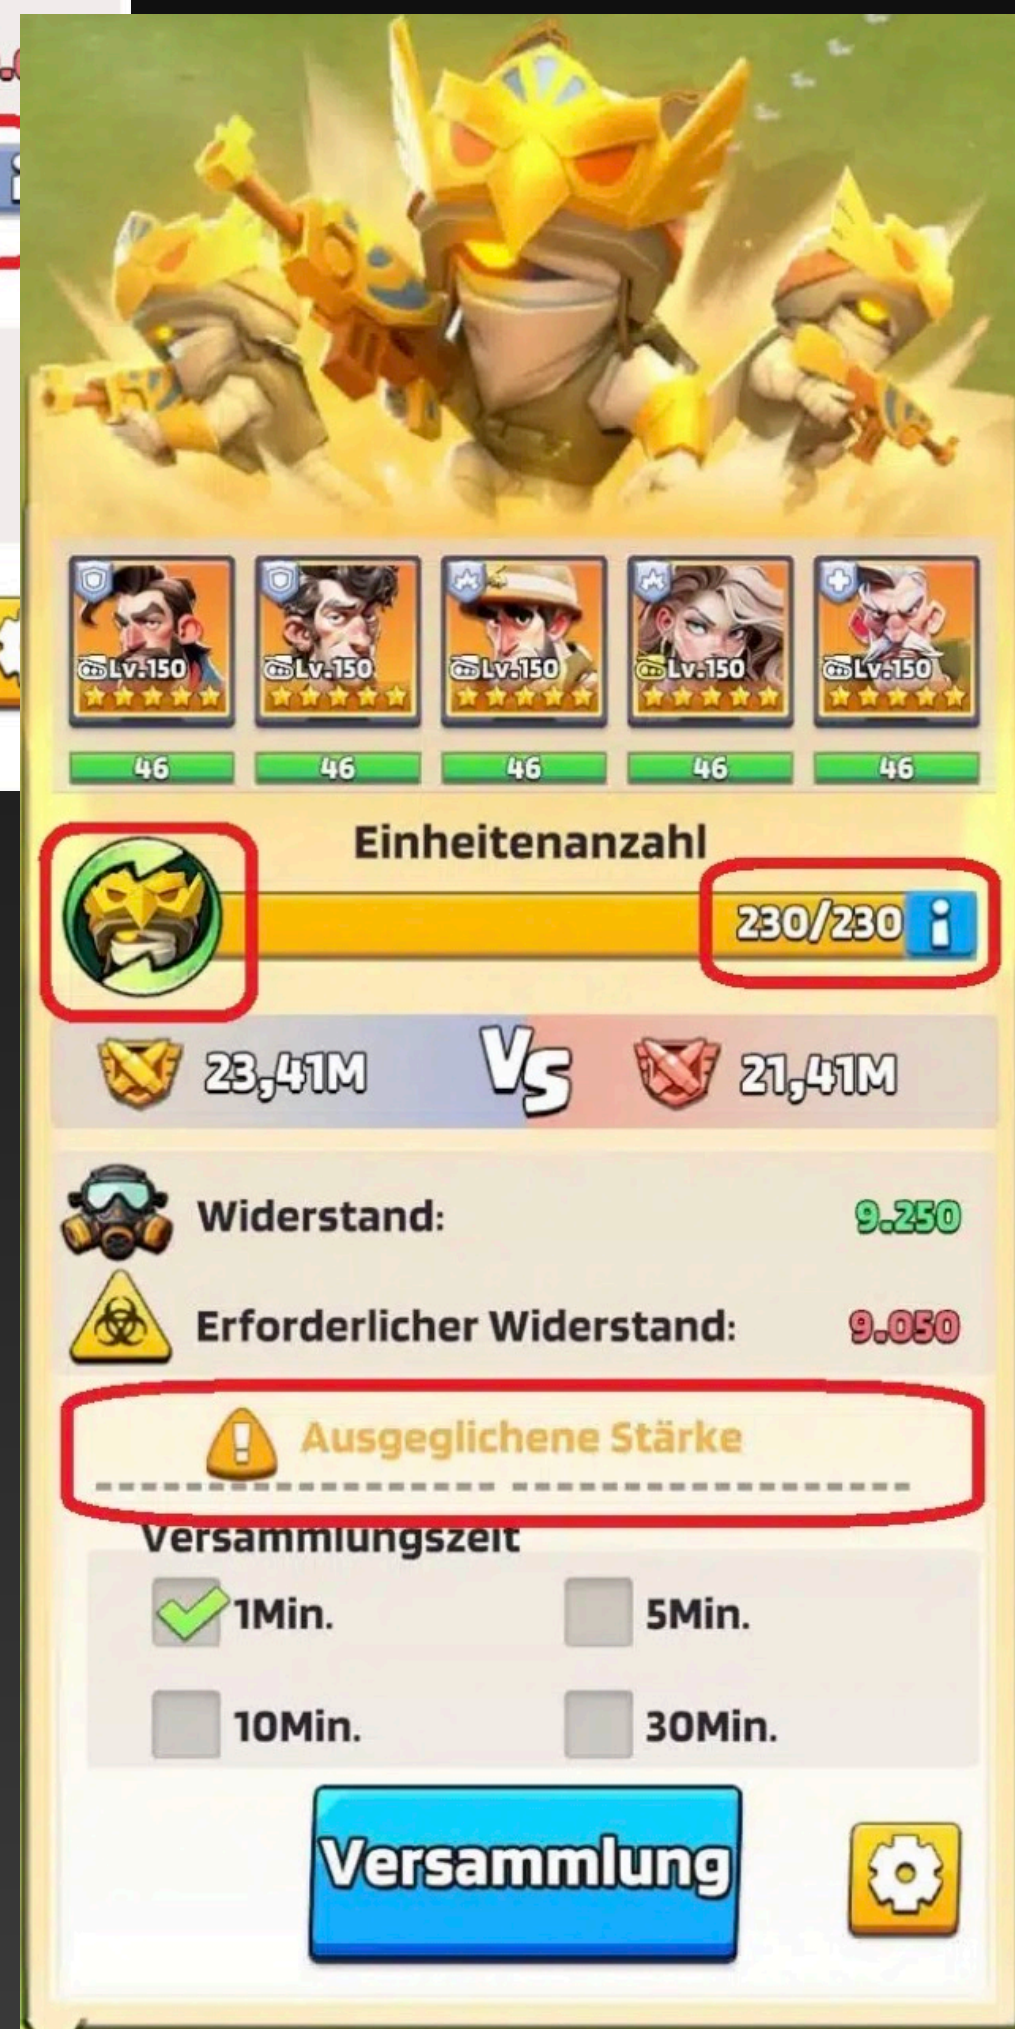 Lv.150 Lv.150 Lv.150 Lv.150 Lv.150
46 46 46 46 46
Einheitenanzahl
230/230 i
23,41M VS 21,41M
Widerstand: 9.250
Erforderlicher Widerstand: 9.050
Ausgeglichene Stärke
Versammlungszeit
1Min. 5Min.
10Min. 30Min.
Versammlung